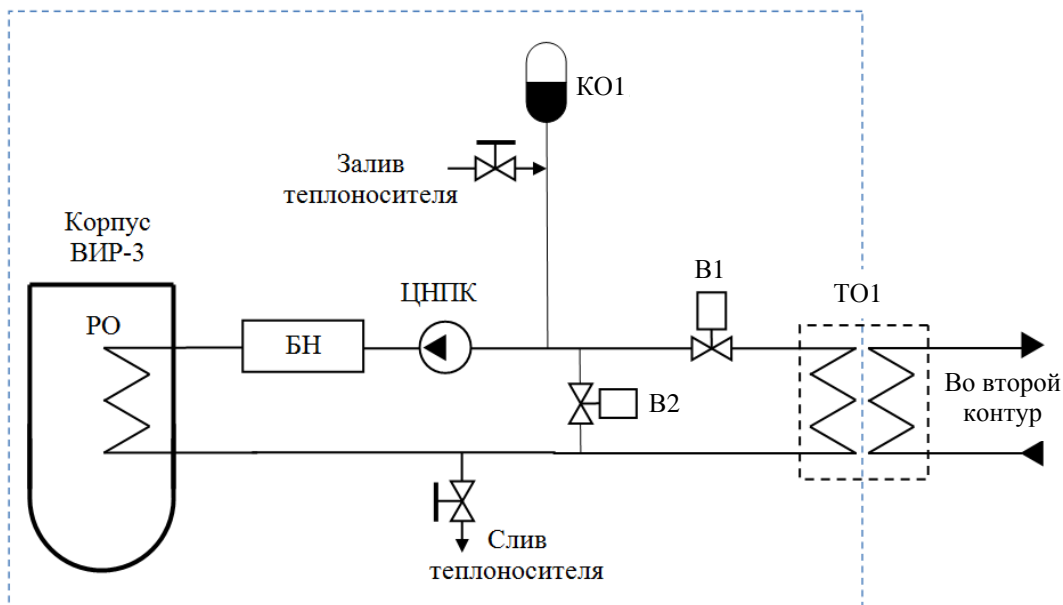 КО1
Залив
теплоносителя
Корпус
ВИР-3
В1
ЦНПК
ТО1
РО
БН
Во второй
контур
В2
Слив
теплоносителя